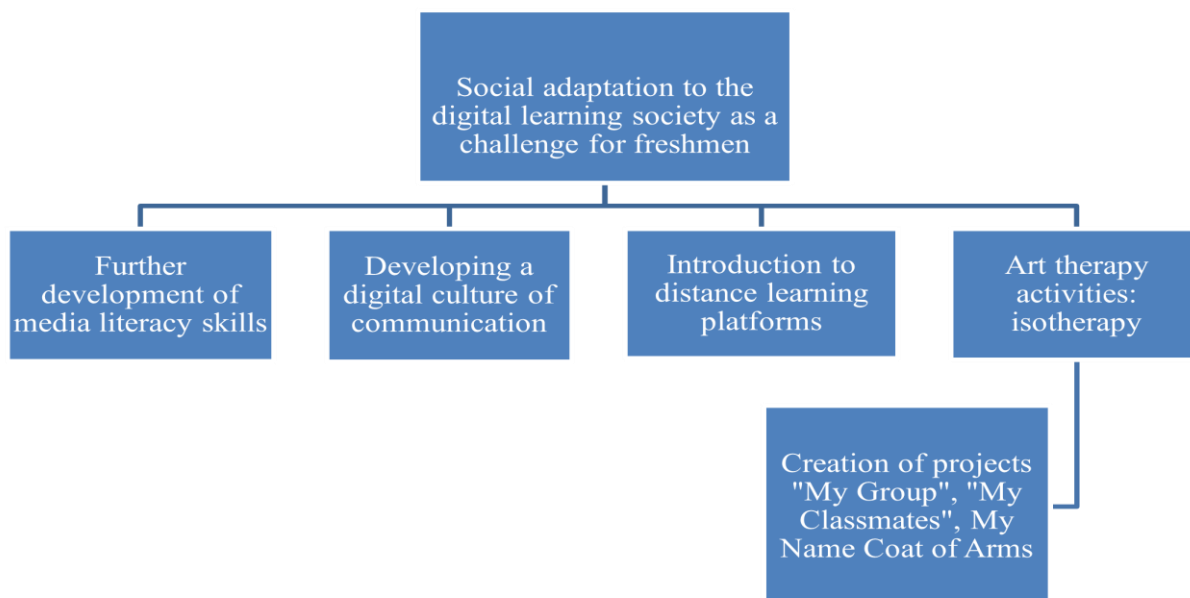 Social adaptation to the
digital learning society as a
challenge for freshmen
Further
development of
media literacy skills
Developing a
digital culture of
communication
Introduction to
distance learning
platforms
Art therapy
activities:
isotherapy
Creation of projects
"My Group", "My
Classmates", My
Name Coat of Arms